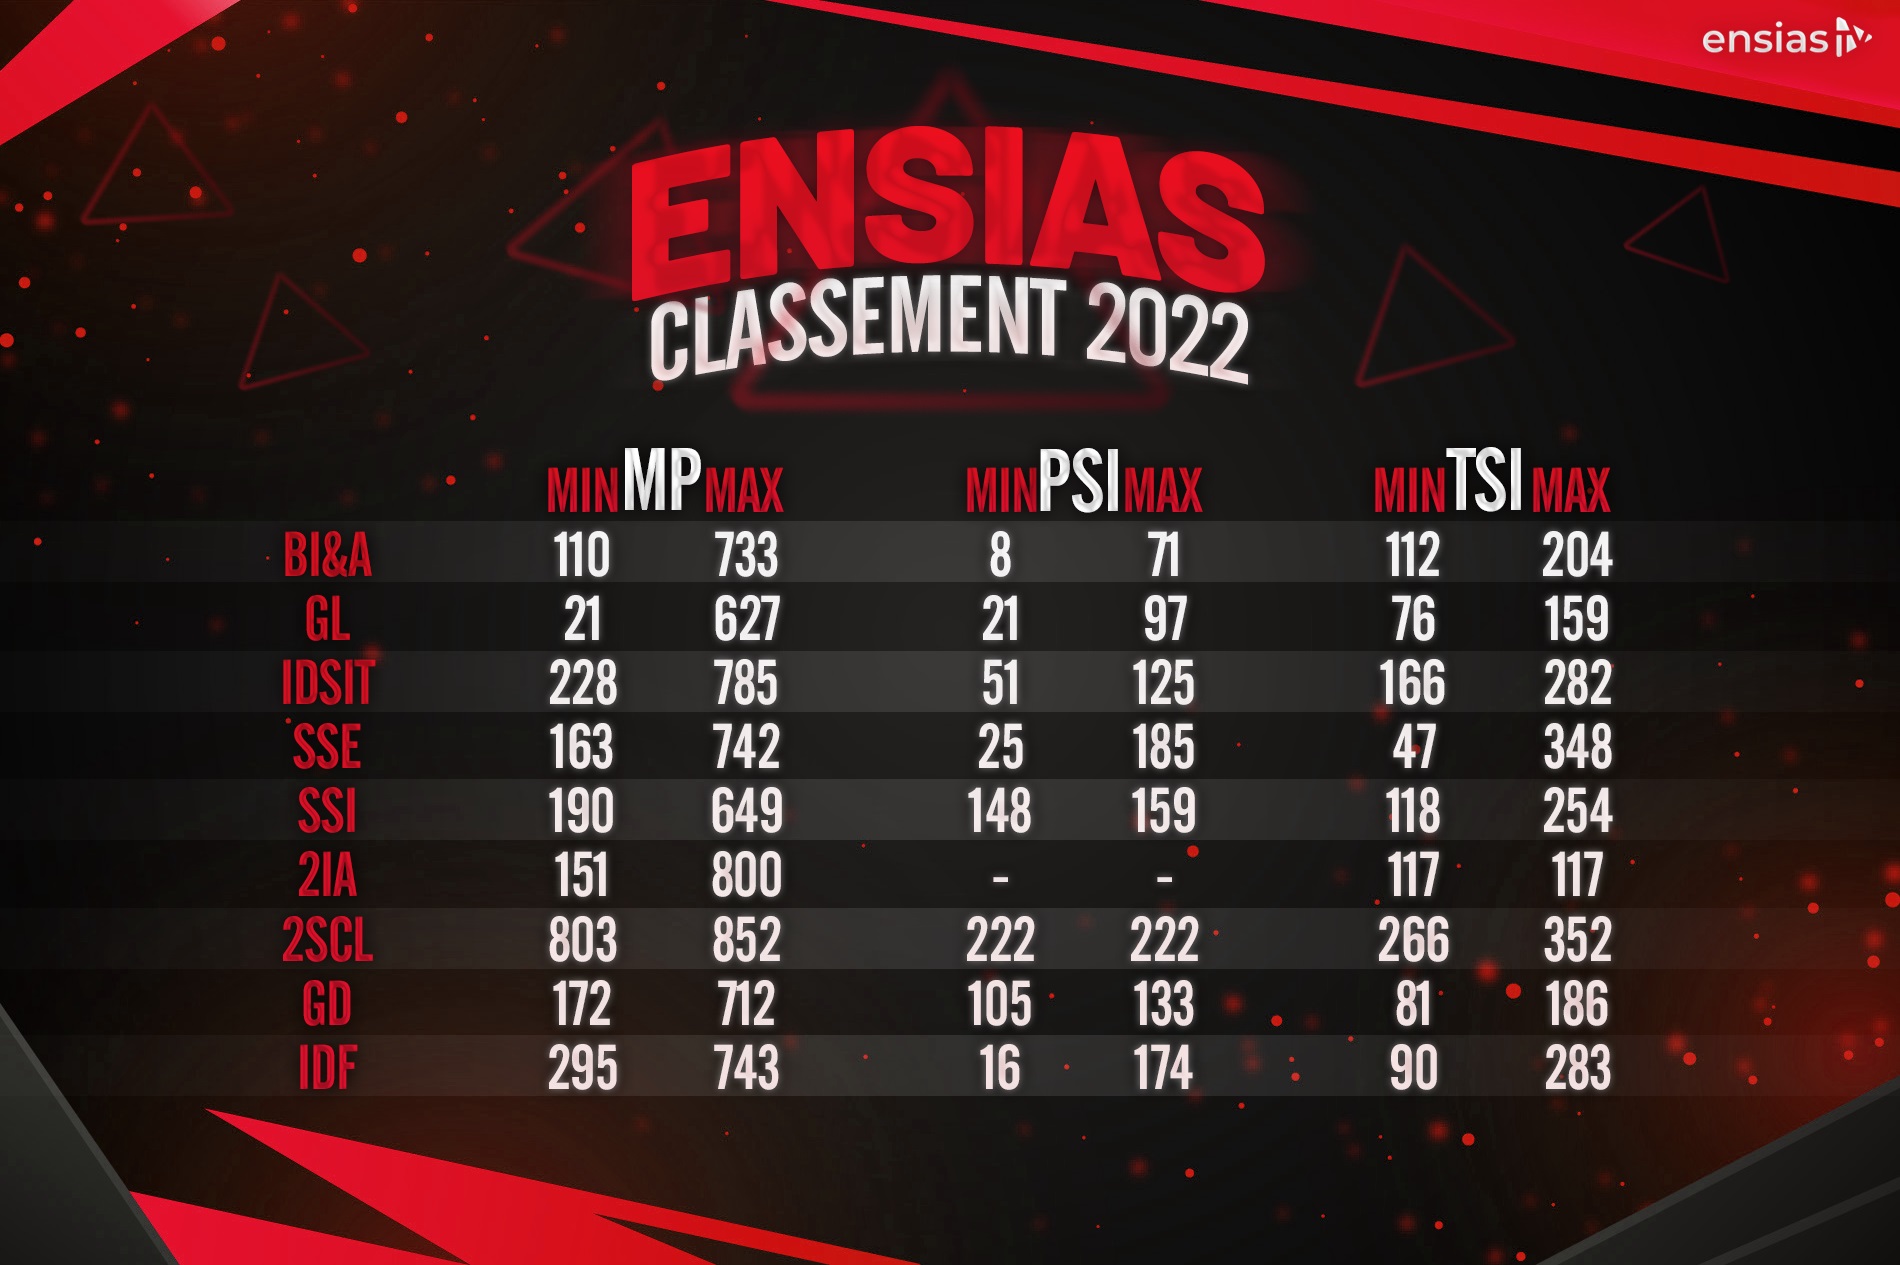 ensias
ENSIAS
CLASSEMENT 2022
MIN MP MAX MIN PSI MAX MIN TSI MAX
BI&A 110 733 8 71 112 204
GL 21 627 21 97 76 159
IDSIT 228 785 51 125 166 282
SSE 163 742 25 185 47 348
SSI 190 649 148 159 118 254
2IA 151 800 - - 117 117
2SCL 803 852 222 222 266 352
GD 172 712 105 133 81 186
IDF 295 743 16 174 90 283